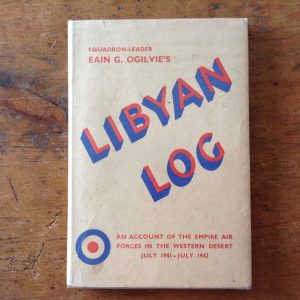 SQUADRON-LEADER
EAIN G. OGILVIE'S
LIBYAN
LOG
AN ACCOUNT OF THE EMPIRE AIR
FORCES IN THE WESTERN DESERT
JULY 1941-JULY 1942